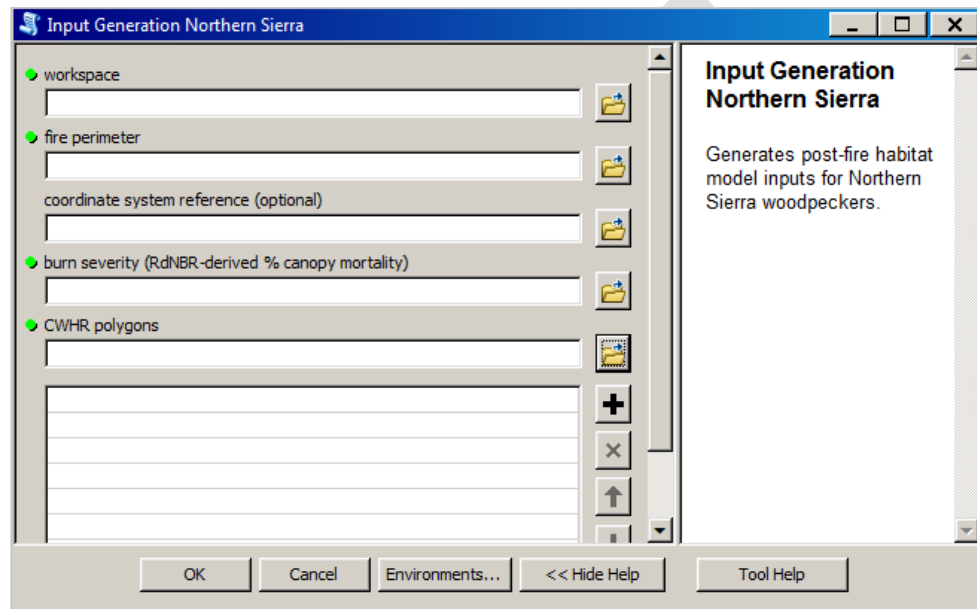 Input Generation Northern Sierra
workspace
fire perimeter
coordinate system reference (optional)
burn severity (RdNBR-derived % canopy mortality)
CWHR polygons
Input Generation
Northern Sierra
Generates post-fire habitat
model inputs for Northern
Sierra woodpeckers.
OK
Cancel
Environments...
<< Hide Help
Tool Help